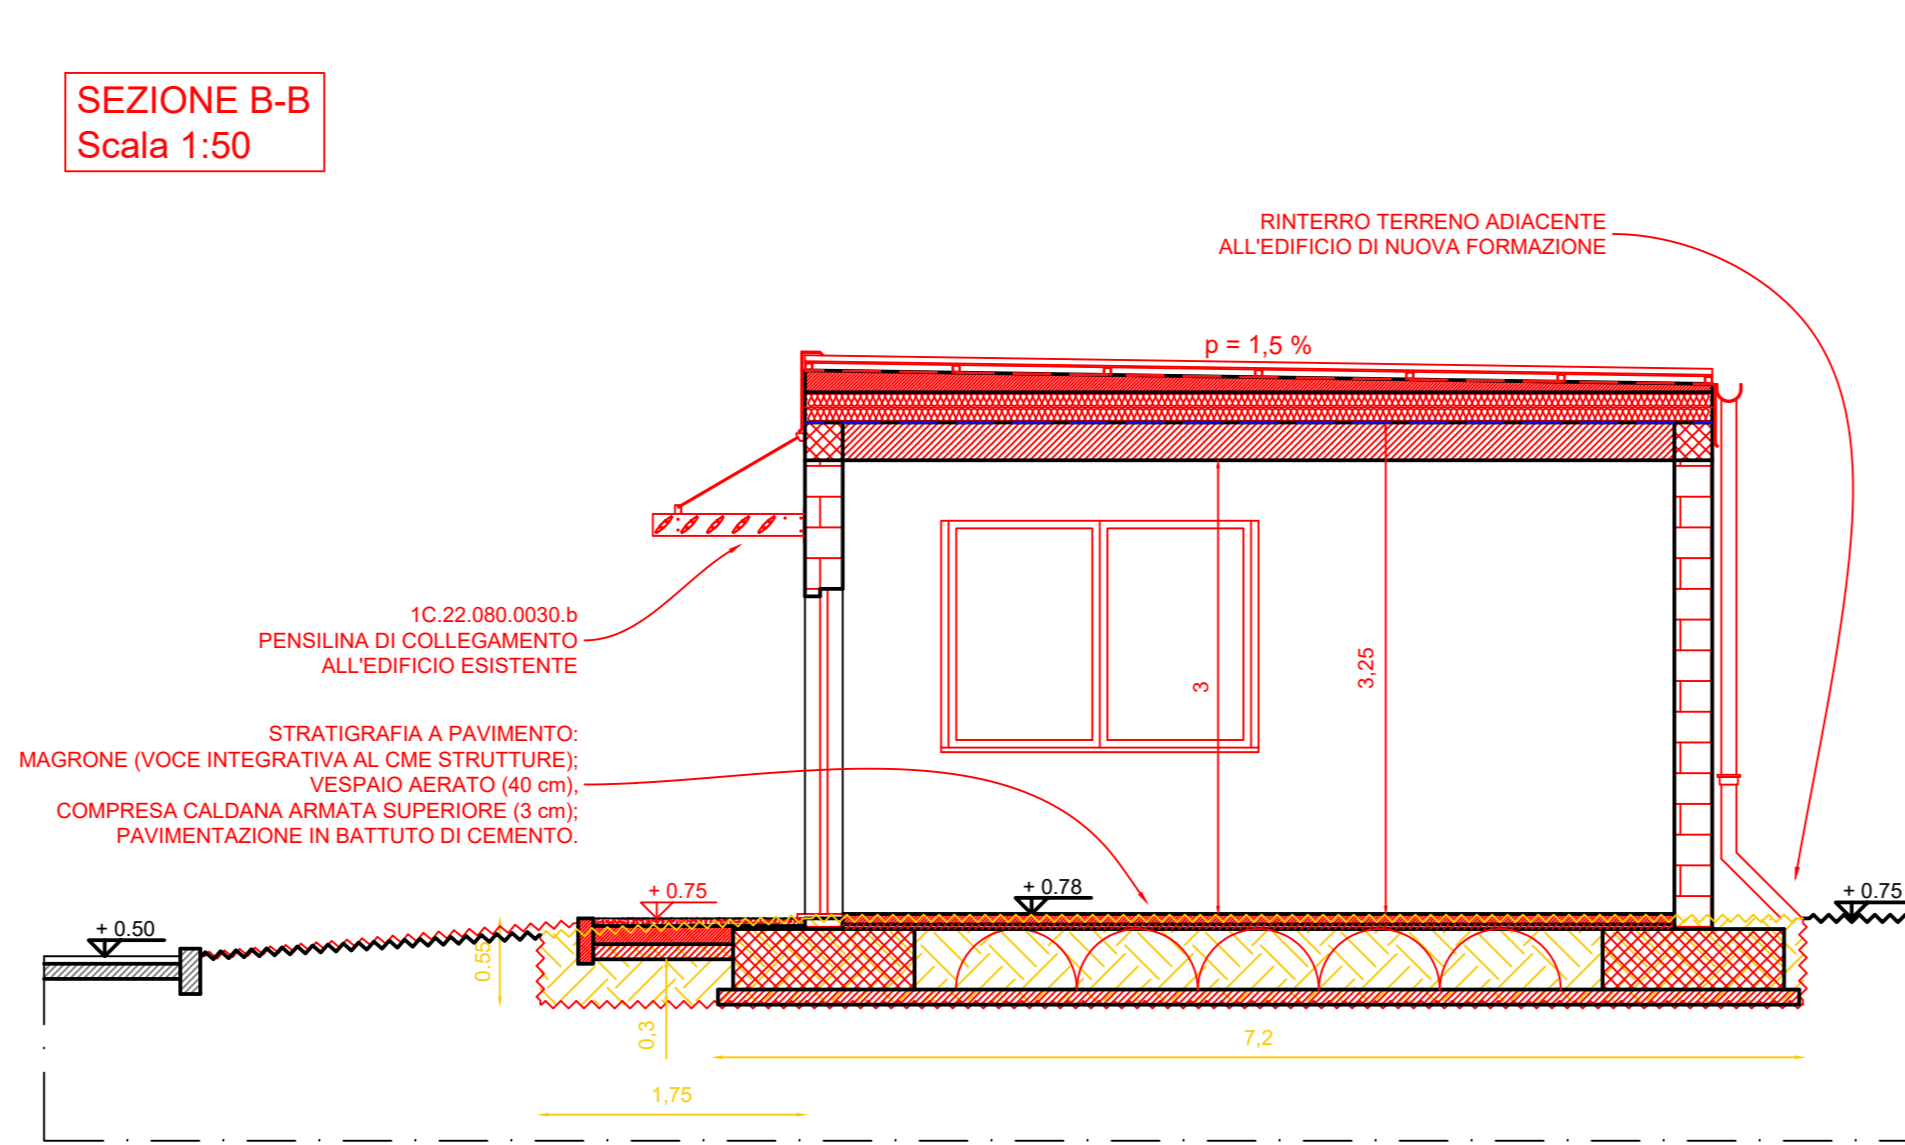 SEZIONE B-B
Scala 1:50
RINTERRO TERRENO ADIACENTE
ALL'EDIFICIO DI NUOVA FORMAZIONE
p = 1,5 %
1C.22.080.0030.b
PENSILINA DI COLLEGAMENTO
ALL'EDIFICIO ESISTENTE
3
3,25
STRATIGRAFIA A PAVIMENTO:
MAGRONE (VOCE INTEGRATIVA AL CME STRUTTURE);
VESPAIO AERATO (40 cm),
COMPRESA CALDANA ARMATA SUPERIORE (3 cm);
PAVIMENTAZIONE IN BATTUTO DI CEMENTO.
+ 0.50
+ 0.75
+ 0.78
+ 0.75
0.55
0,3
7,2
1,75